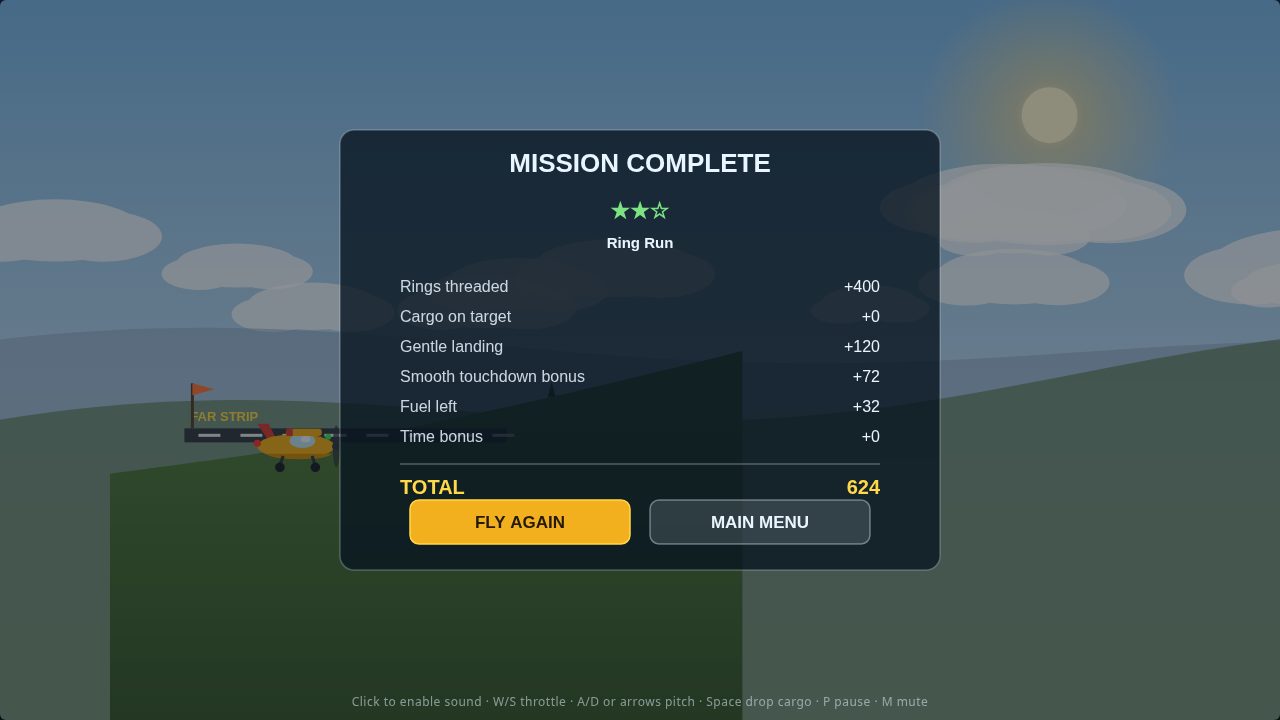 MISSION COMPLETE
★★☆
Ring Run
Rings threaded +400
Cargo on target +0
Gentle landing +120
Smooth touchdown bonus +72
Fuel left +32
Time bonus +0
FAR STRIP
TOTAL 624
FLY AGAIN MAIN MENU
Click to enable sound · W/S throttle · A/D or arrows pitch · Space drop cargo · P pause · M mute